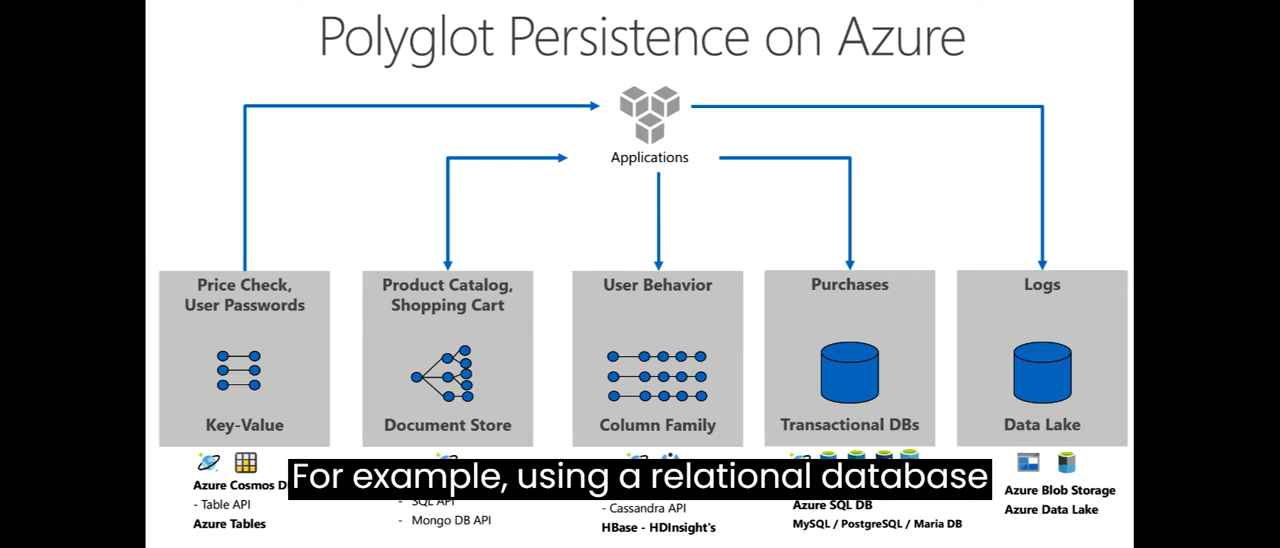 Polyglot Persistence on Azure
Applications
Price Check,
User Passwords
Key-Value
Product Catalog,
Shopping Cart
Document Store
User Behavior
Column Family
Purchases
Transactional DBs
Logs
Data Lake
Azure Cosmos
- Table API
Azure Tables
- SQL API
- Mongo DB API
- Cassandra API
HBase - HDInsight's
Azure SQL DB
MySQL / PostgreSQL / Maria DB
Azure Blob Storage
Azure Data Lake
For example, using a relational database